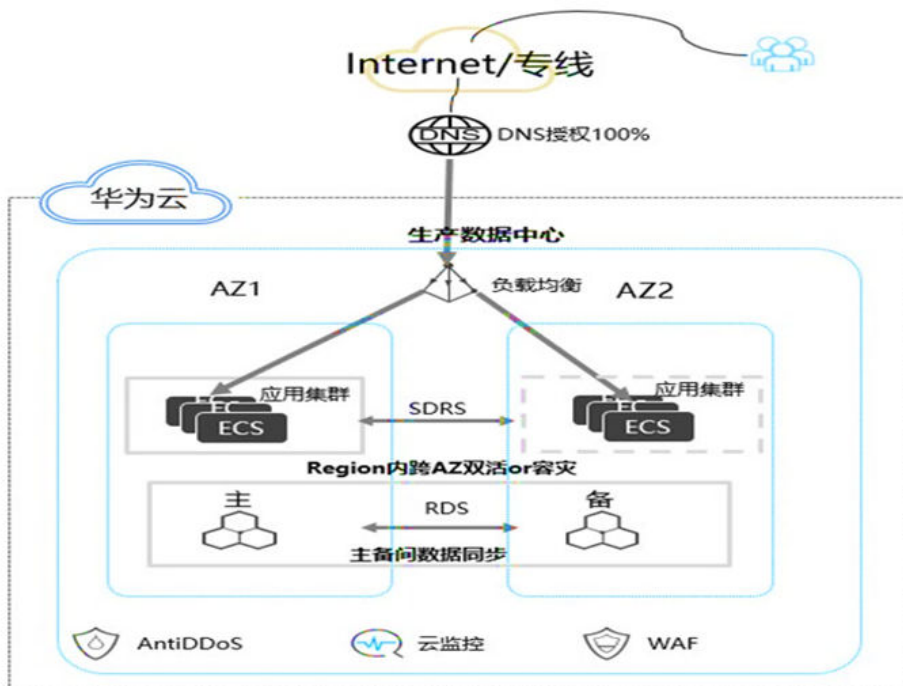 Internet/专线
DNS
DNS授权100%
华为云
生产数据中心
AZ1
负载均衡
AZ2
应用集群
ECS
SDRS
应用集群
ECS
Region内跨AZ双活or容灾
主
RDS
备
主备间数据同步
AntiDDoS
云监控
WAF